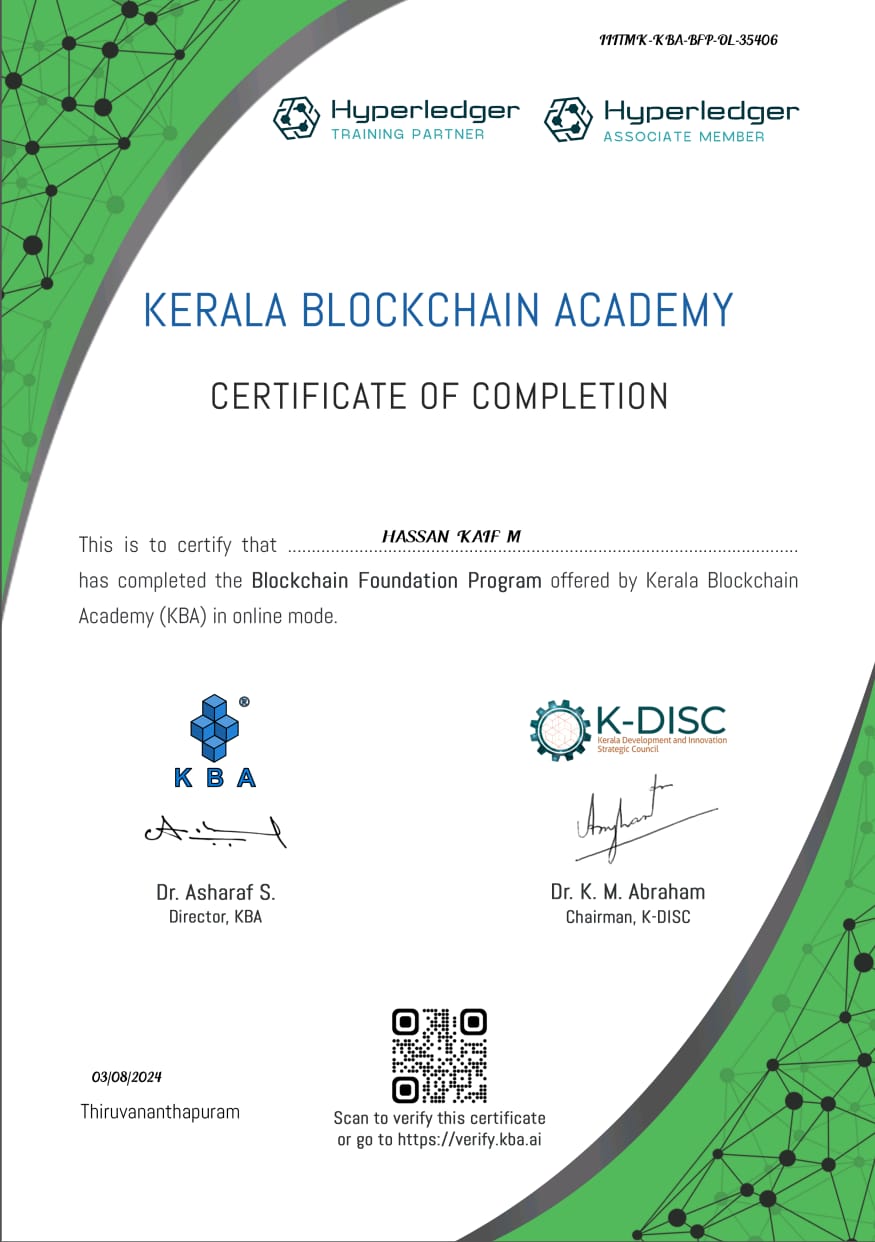 IIITMK-KBA-BFP-OL-35406
Hyperledger
TRAINING PARTNER
Hyperledger
ASSOCIATE MEMBER
KERALA BLOCKCHAIN ACADEMY
CERTIFICATE OF COMPLETION
This is to certify that HASSAN KAIF M
has completed the Blockchain Foundation Program offered by Kerala Blockchain
Academy (KBA) in online mode.
®
KBA
K-DISC
Kerala Development and Innovation
Strategic Council
Dr. Asharaf S.
Director, KBA
Dr. K. M. Abraham
Chairman, K-DISC
03/08/2024
Thiruvananthapuram
Scan to verify this certificate
or go to https://verify.kba.ai